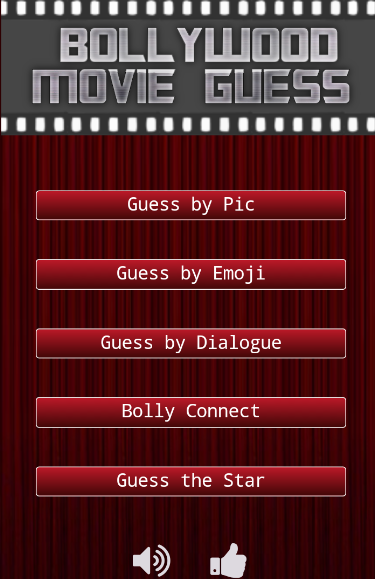 BOLLYWOOD
MOVIE GUESS
Guess by Pic
Guess by Emoji
Guess by Dialogue
Bolly Connect
Guess the Star